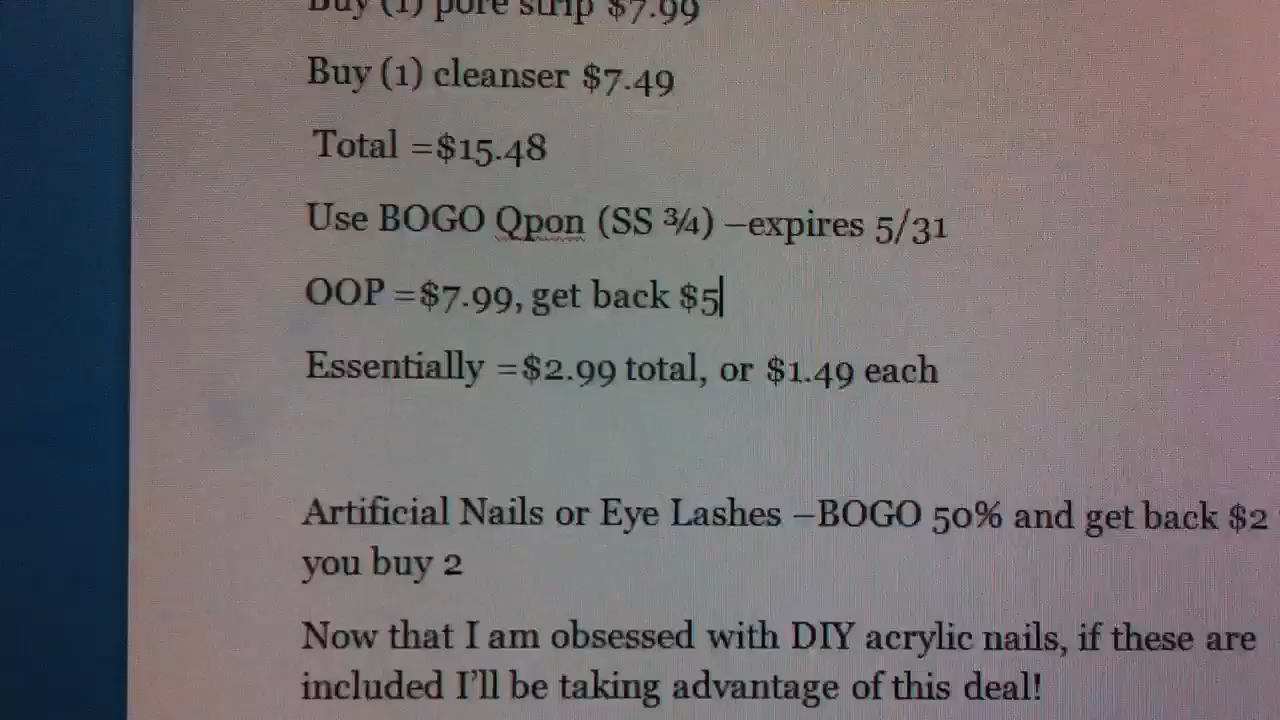 Buy (1) pore strip $7.99
Buy (1) cleanser $7.49
Total =$15.48
Use BOGO Qpon (SS ¾) –expires 5/31
OOP =$7.99, get back $5
Essentially =$2.99 total, or $1.49 each
Artificial Nails or Eye Lashes –BOGO 50% and get back $2
you buy 2
Now that I am obsessed with DIY acrylic nails, if these are
included I'll be taking advantage of this deal!